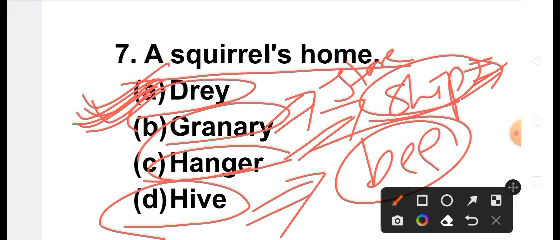 7. A squirrel's home.
(a) Drey
(b) Granary
(c) Hanger
(d) Hive
ship
bee